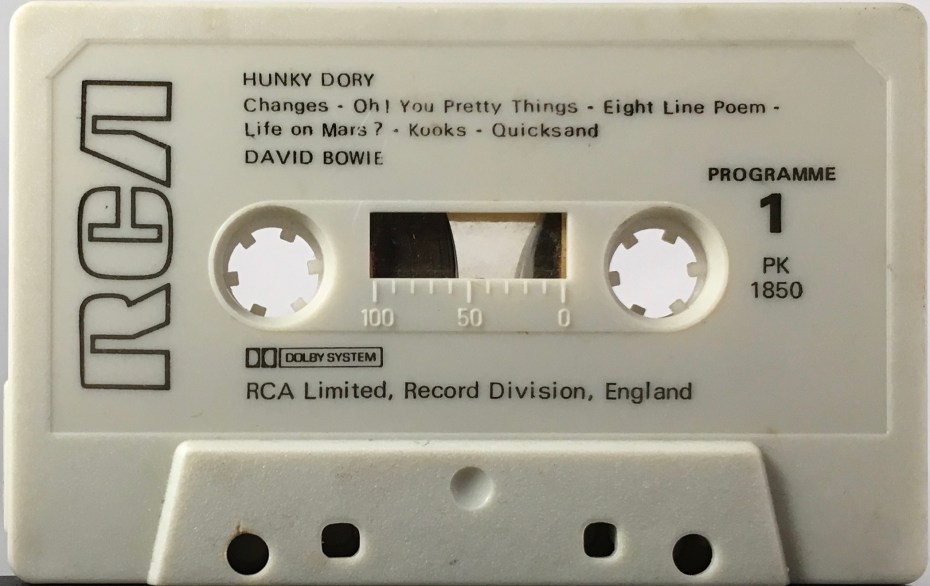 RCA
HUNKY DORY
Changes - Oh! You Pretty Things - Eight Line Poem -
Life on Mars? - Kooks - Quicksand
DAVID BOWIE
PROGRAMME
1
PK
1850
100 50 0
DOLBY SYSTEM
RCA Limited, Record Division, England